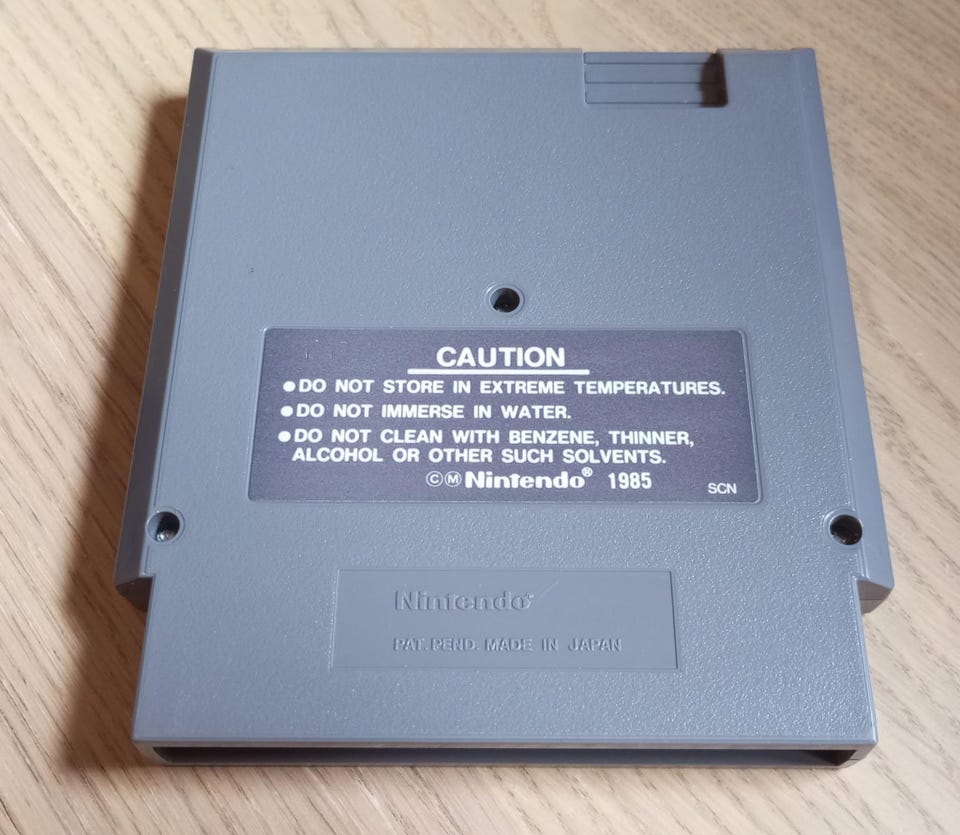 CAUTION
●DO NOT STORE IN EXTREME TEMPERATURES.
●DO NOT IMMERSE IN WATER.
●DO NOT CLEAN WITH BENZENE, THINNER,
ALCOHOL OR OTHER SUCH SOLVENTS.
ⒸⓂNintendo® 1985 SCN
Nintendo
PAT. PEND. MADE IN JAPAN